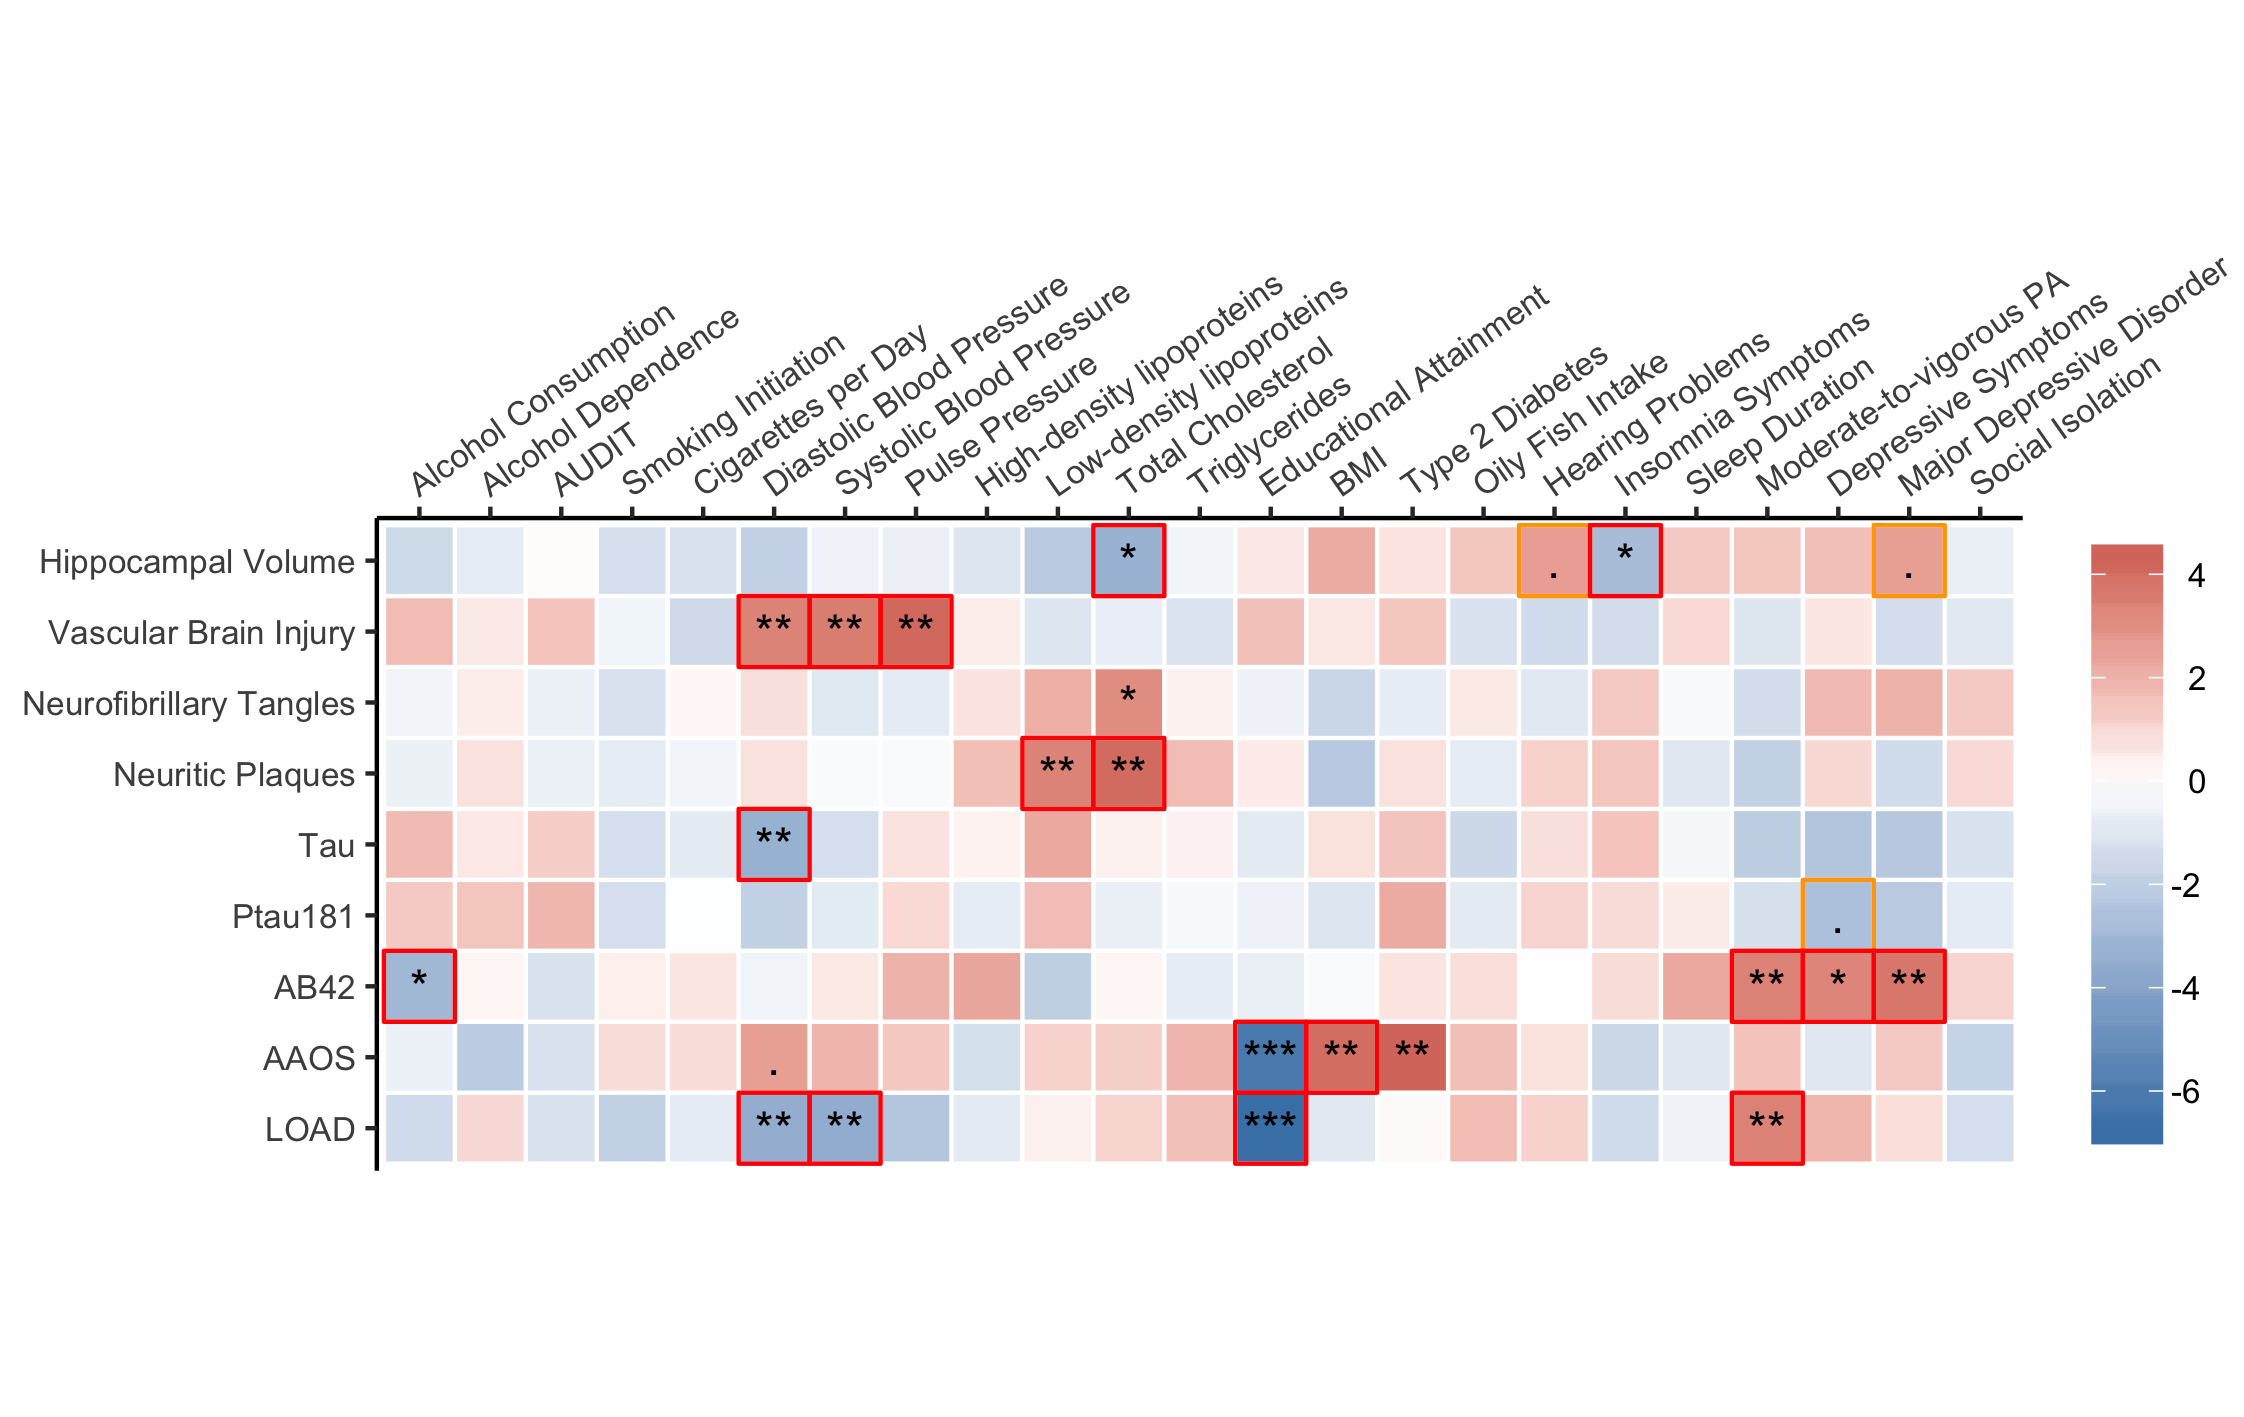 Alcohol Consumption
Alcohol Dependence
AUDIT
Smoking Initiation
Cigarettes per Day
Diastolic Blood Pressure
Systolic Blood Pressure
Pulse Pressure
High-density lipoproteins
Low-density lipoproteins
Total Cholesterol
Triglycerides
Educational Attainment
BMI
Type 2 Diabetes
Oily Fish Intake
Hearing Problems
Insomnia Symptoms
Sleep Duration
Moderate-to-vigorous PA
Depressive Symptoms
Major Depressive Disorder
Social Isolation
Hippocampal Volume * . * .
Vascular Brain Injury ** ** **
Neurofibrillary Tangles *
Neuritic Plaques ** **
Tau **
Ptau181 .
AB42 * ** * **
AAOS . *** ** **
LOAD ** ** *** **
4
2
0
-2
-4
-6